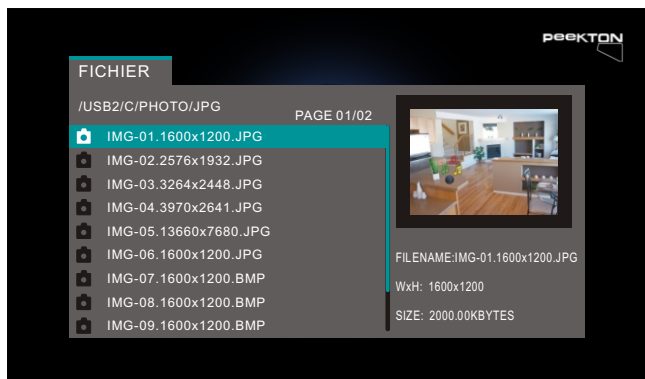 PEEKTON
FICHIER
/USB2/C/PHOTO/JPG
PAGE 01/02
IMG-01.1600x1200.JPG
IMG-02.2576x1932.JPG
IMG-03.3264x2448.JPG
IMG-04.3970x2641.JPG
IMG-05.13660x7680.JPG
IMG-06.1600x1200.JPG
IMG-07.1600x1200.BMP
IMG-08.1600x1200.BMP
IMG-09.1600x1200.BMP
FILENAME:IMG-01.1600x1200.JPG
WxH: 1600x1200
SIZE: 2000.00KBYTES